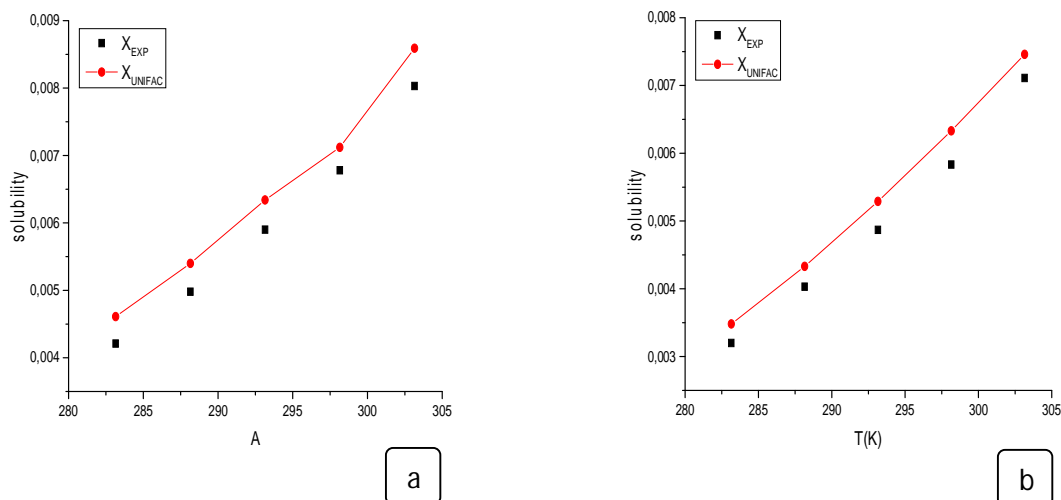 0,009
0,008
0,007
0,006
0,005
0,004
solubility
X_EXP
X_UNIFAC
280 285 290 295 300 305
A
a
0,008
0,007
0,006
0,005
0,004
0,003
solubility
X_EXP
X_UNIFAC
280 285 290 295 300 305
T(K)
b